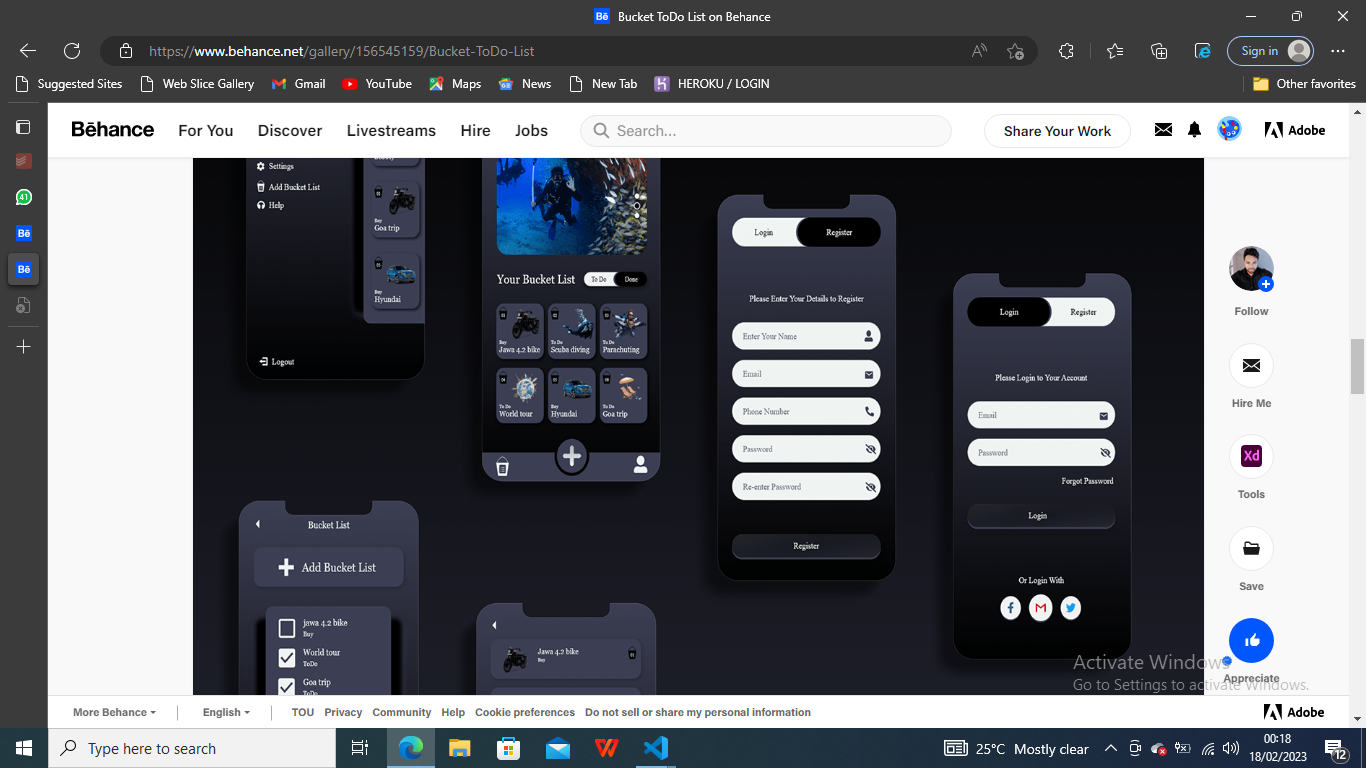 Bē Bucket ToDo List on Behance
https://www.behance.net/gallery/156545159/Bucket-ToDo-List
Sign in
Suggested Sites
Web Slice Gallery
Gmail
YouTube
Maps
News
New Tab
HEROKU / LOGIN
Other favorites
41
Bē
Bē
Bēhance
For You
Discover
Livestreams
Hire
Jobs
Search...
Share Your Work
Adobe
Settings
Add Bucket List
Help
Logout
Buy
Goa trip
Buy
Hyundai
Your Bucket List
To Do
Done
Buy
Jawa 4.2 bike
To Do
Scuba diving
To Do
Parachuting
To Do
World tour
Buy
Hyundai
To Do
Goa trip
Login
Register
Please Enter Your Details to Register
Enter Your Name
Email
Phone Number
Password
Re-enter Password
Register
Login
Register
Please Login to Your Account
Email
Password
Forgot Password
Login
Or Login With
Bucket List
Add Bucket List
jawa 4.2 bike
Buy
World tour
ToDo
Goa trip
ToDo
Jawa 4.2 bike
Buy
Follow
Hire Me
Xd
Tools
Save
Appreciate
Activate Windows
Go to Settings to activate Windows.
More Behance
English
TOU
Privacy
Community
Help
Cookie preferences
Do not sell or share my personal information
Adobe
Type here to search
25°C Mostly clear
00:18
18/02/2023
12